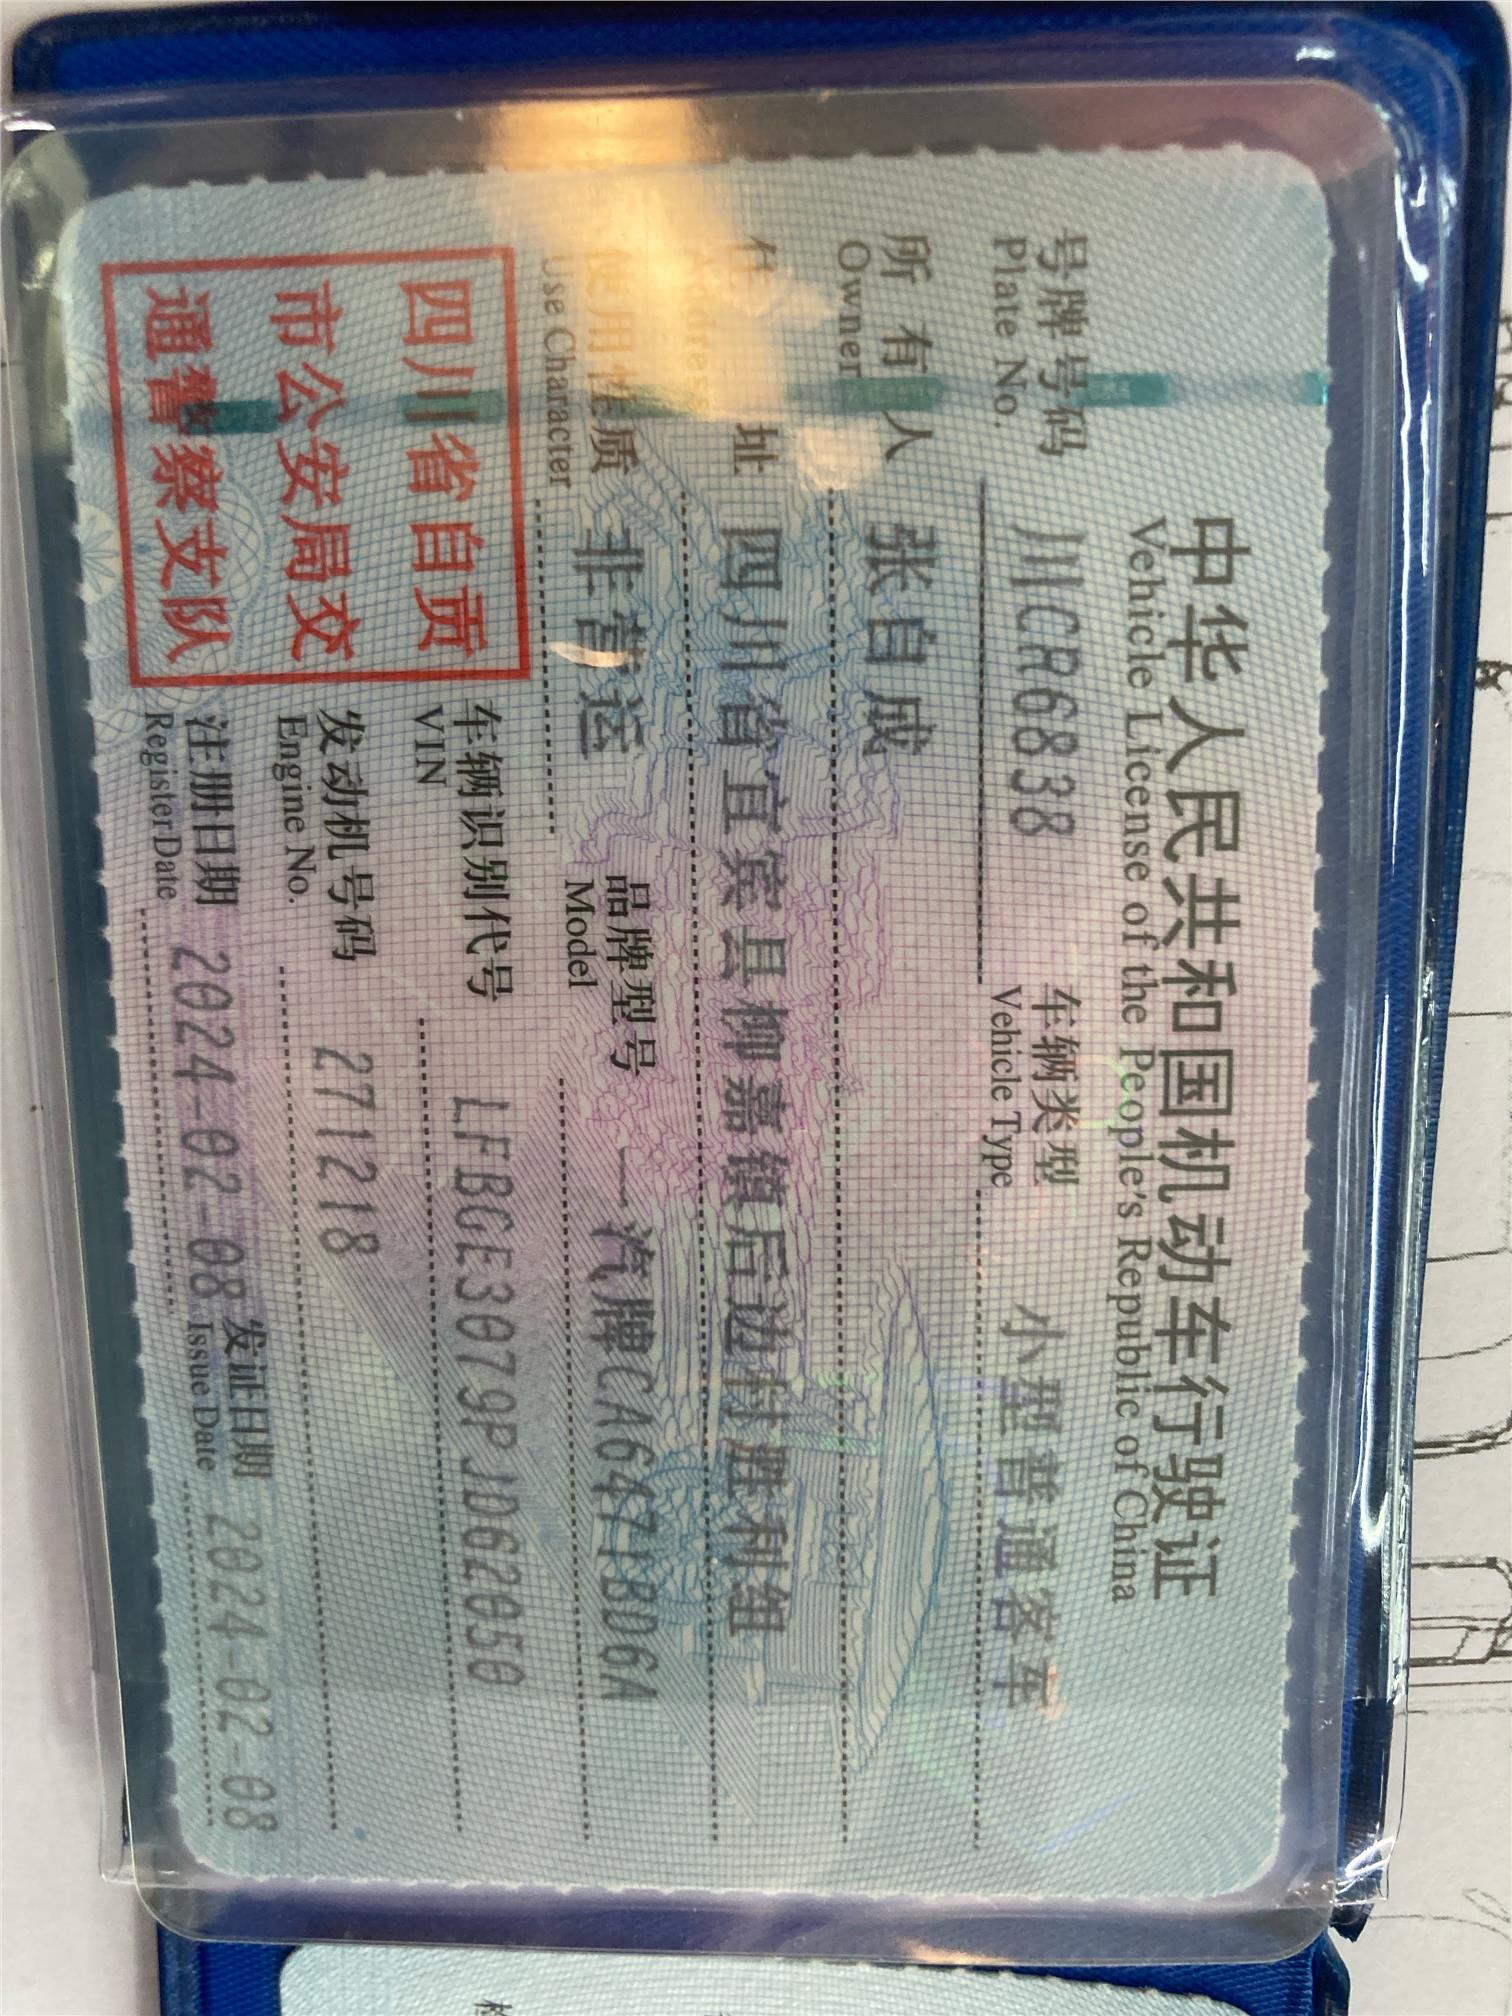 中华人民共和国机动车行驶证
Vehicle License of the People's Republic of China
号牌号码 川CR6838 车辆类型 小型普通客车
Plate No. Vehicle Type
所有人 张自成
Owner
住址 四川省宜宾县柳嘉镇后边村胜利组
Address
使用性质 非营运 品牌型号 一汽牌CA6471BD6A
Use Character Model
四川省自贡
市公安局交
通警察支队
车辆识别代号 LFBGE3079PJD62050
VIN
发动机号码 271218
Engine No.
注册日期 2024-02-08 发证日期 2024-02-08
Register Date Issue Date